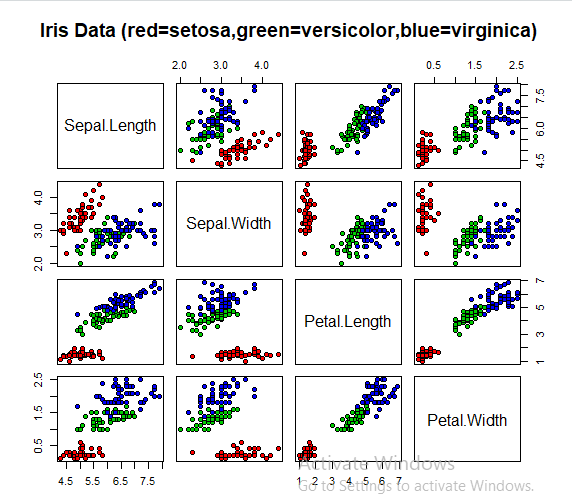 Iris Data (red=setosa,green=versicolor,blue=virginica)
2.0 3.0 4.0 0.5 1.5 2.5
Sepal.Length
4.5 6.0 7.5
2.0 3.0 4.0
Sepal.Width
Petal.Length
1 3 5 7
0.5 1.5 2.5
Petal.Width
4.5 5.5 6.5 7.5 1 2 3 4 5 6 7
Activate Windows
Go to Settings to activate Windows.